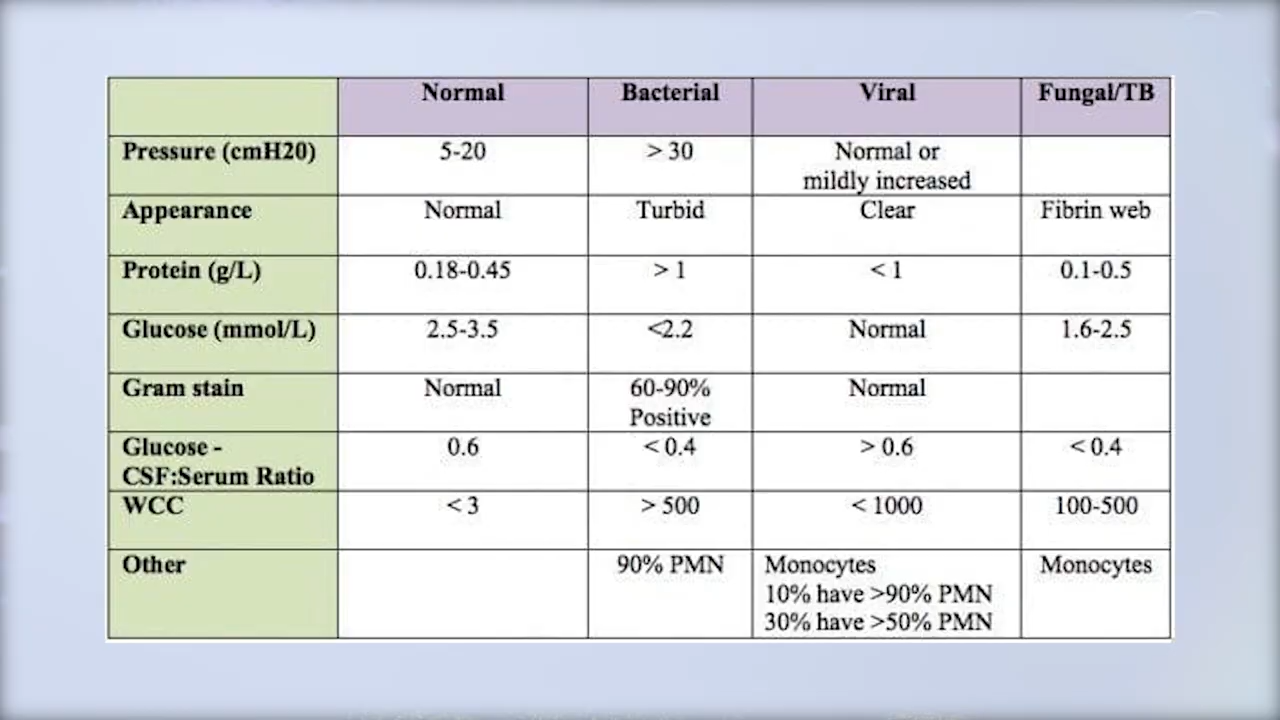 Normal Bacterial Viral Fungal/TB
Pressure (cmH20) 5-20 > 30 Normal or mildly increased
Appearance Normal Turbid Clear Fibrin web
Protein (g/L) 0.18-0.45 > 1 < 1 0.1-0.5
Glucose (mmol/L) 2.5-3.5 <2.2 Normal 1.6-2.5
Gram stain Normal 60-90% Positive Normal
Glucose - CSF:Serum Ratio 0.6 < 0.4 > 0.6 < 0.4
WCC < 3 > 500 < 1000 100-500
Other 90% PMN Monocytes Monocytes
10% have >90% PMN
30% have >50% PMN